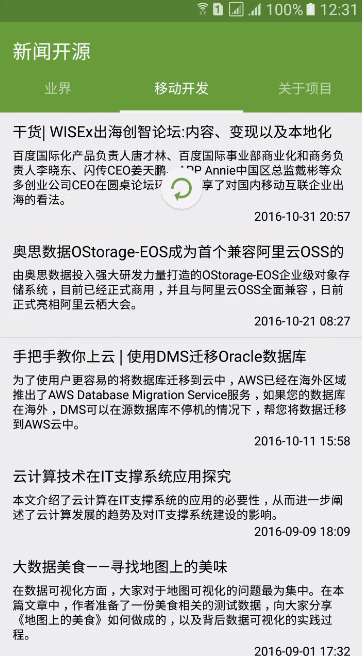 100% 12:31
新闻开源
业界 移动开发 关于项目
干货| WISEx出海创智论坛:内容、变现以及本地化
百度国际化产品负责人唐才林、百度国际事业部商业化和商务负
责人李晓东、闪传CEO姜天鹏、APP Annie中国区总监戴彬等众
多创业公司CEO在圆桌论坛环 享了对国内移动互联企业出
海的看法。
2016-10-31 20:57
奥思数据OStorage-EOS成为首个兼容阿里云OSS的
由奥思数据投入强大研发力量打造的OStorage-EOS企业级对象存
储系统，目前已经正式商用，并且与阿里云OSS全面兼容，日前
正式亮相阿里云栖大会。
2016-10-21 08:27
手把手教你上云 | 使用DMS迁移Oracle数据库
为了使用户更容易的将数据库迁移到云中，AWS已经在海外区域
推出了AWS Database Migration Service服务，如果您的数据库
在海外，DMS可以在源数据库不停机的情况下，帮您将数据迁移
到AWS云中。
2016-10-11 15:58
云计算技术在IT支撑系统应用探究
本文介绍了云计算在IT支撑系统的应用的必要性，从而进一步阐
述了云计算发展的趋势及对IT支撑系统建设的影响。
2016-09-09 18:09
大数据美食——寻找地图上的美味
在数据可视化方面，大家对于地图可视化的问题最为集中。在本
篇文章中，作者准备了一份美食相关的测试数据，向大家分享
《地图上的美食》如何做成的，以及背后数据可视化的实践过
程。
2016-09-01 17:32